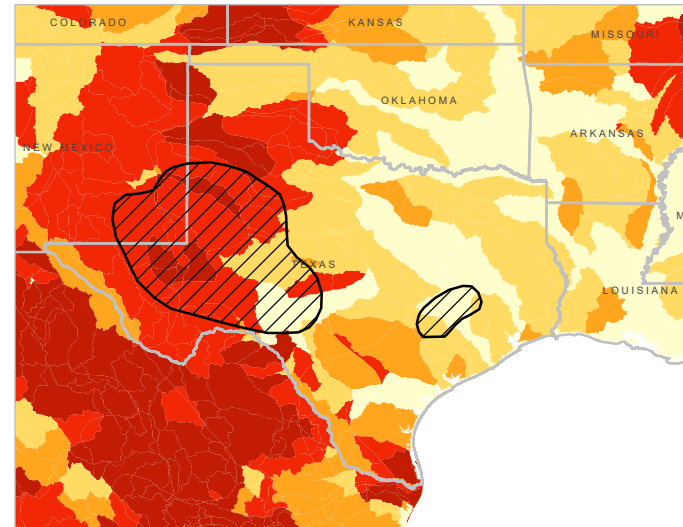 COLORADO
KANSAS
MISSOURI
OKLAHOMA
ARKANSAS
NEW MEXICO
M
TEXAS
LOUISIANA